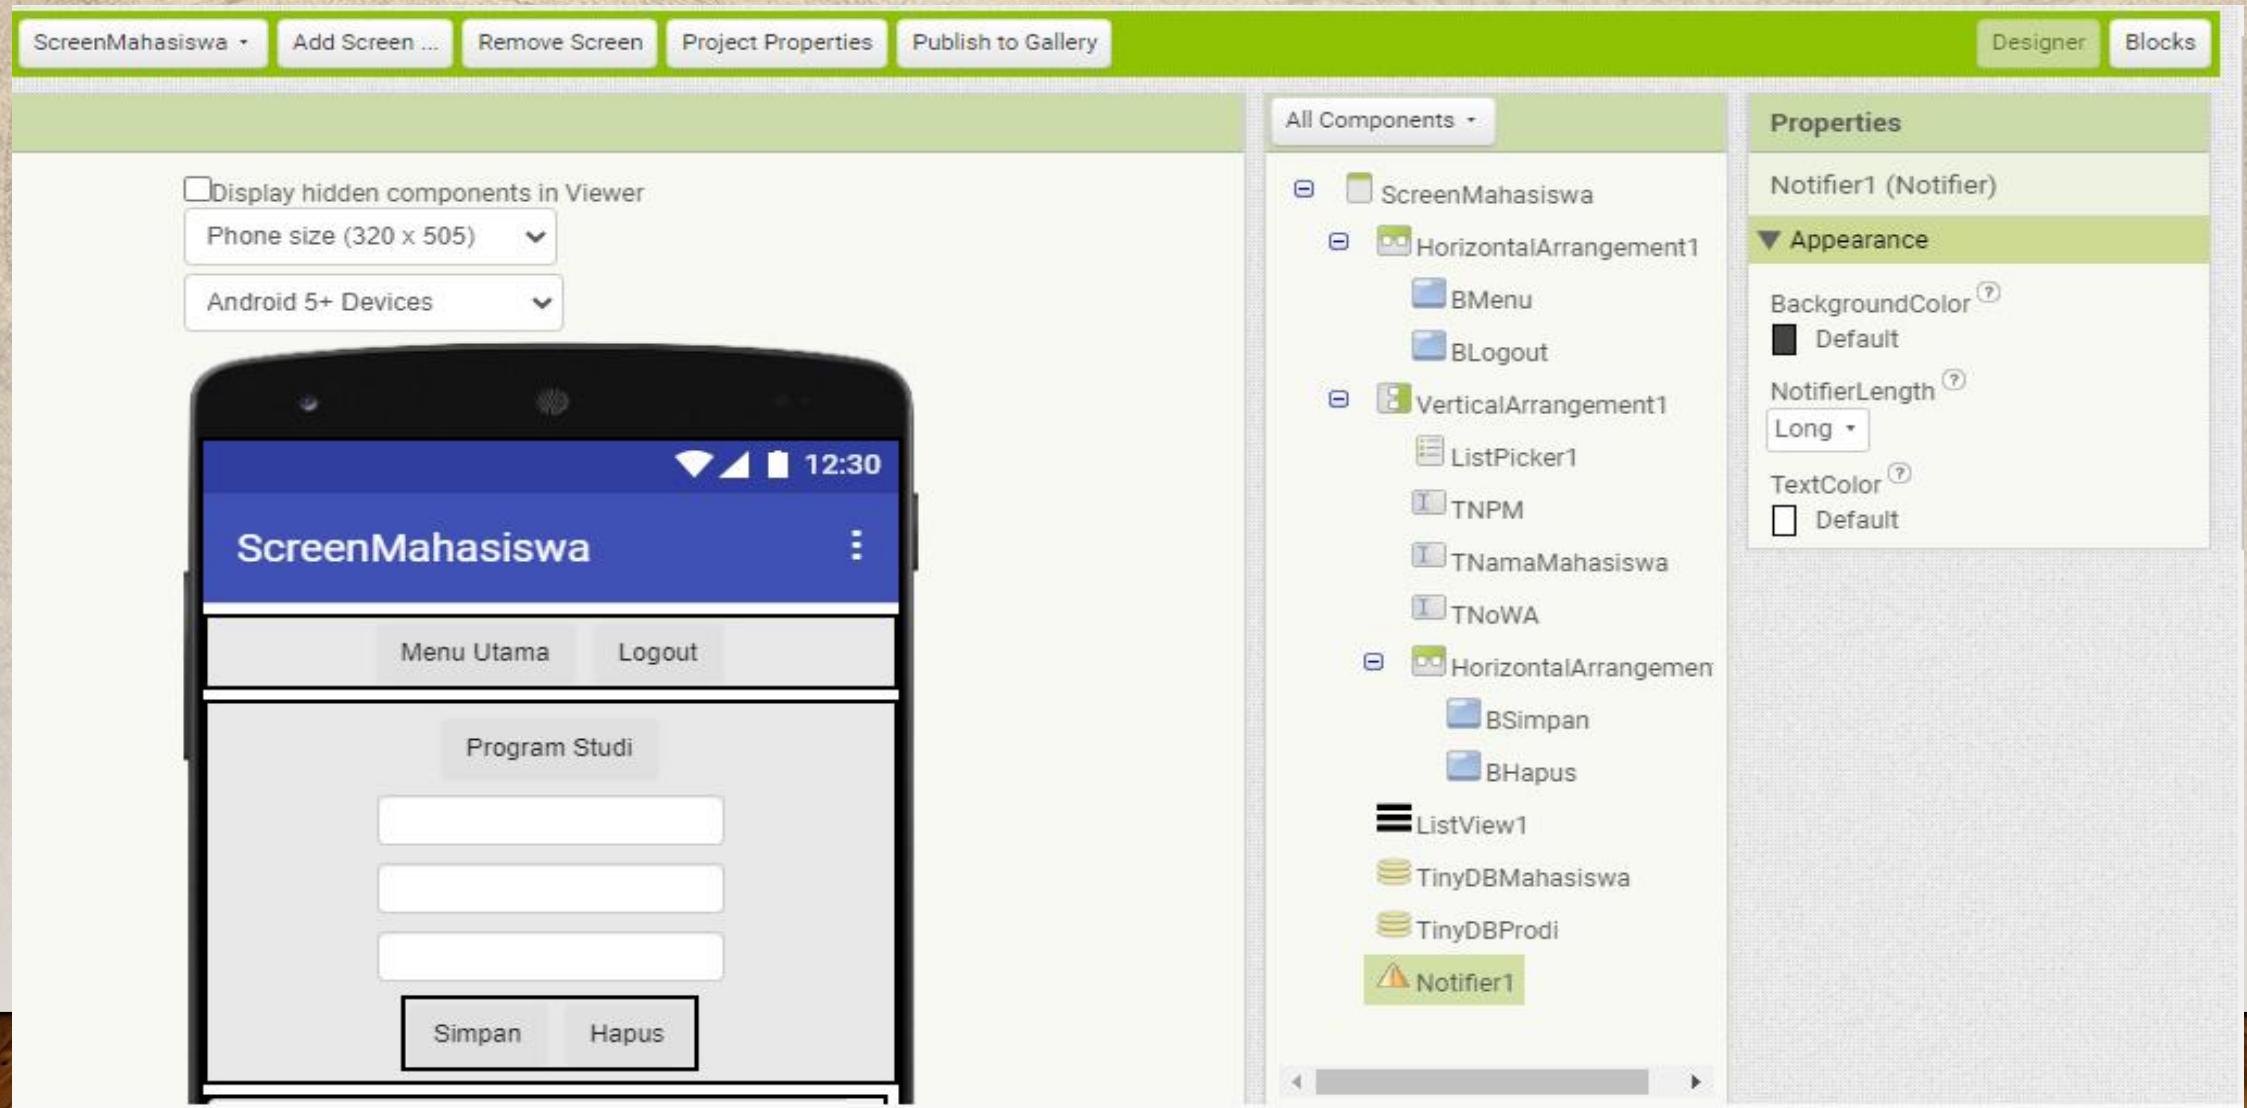 ScreenMahasiswa
Add Screen ...
Remove Screen
Project Properties
Publish to Gallery
Designer
Blocks
Display hidden components in Viewer
Phone size (320 x 505)
Android 5+ Devices
12:30
ScreenMahasiswa
Menu Utama
Logout
Program Studi
Simpan
Hapus
All Components
ScreenMahasiswa
HorizontalArrangement1
BMenu
BLogout
VerticalArrangement1
ListPicker1
TNPM
TNamaMahasiswa
TNoWA
HorizontalArrangemen
BSimpan
BHapus
ListView1
TinyDBMahasiswa
TinyDBProdi
Notifier1
Properties
Notifier1 (Notifier)
Appearance
BackgroundColor ?
Default
NotifierLength ?
Long
TextColor ?
Default